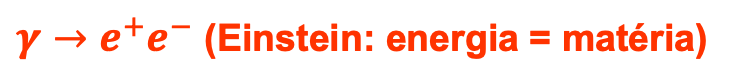 γ → e⁺e⁻ (Einstein: energia = matéria)